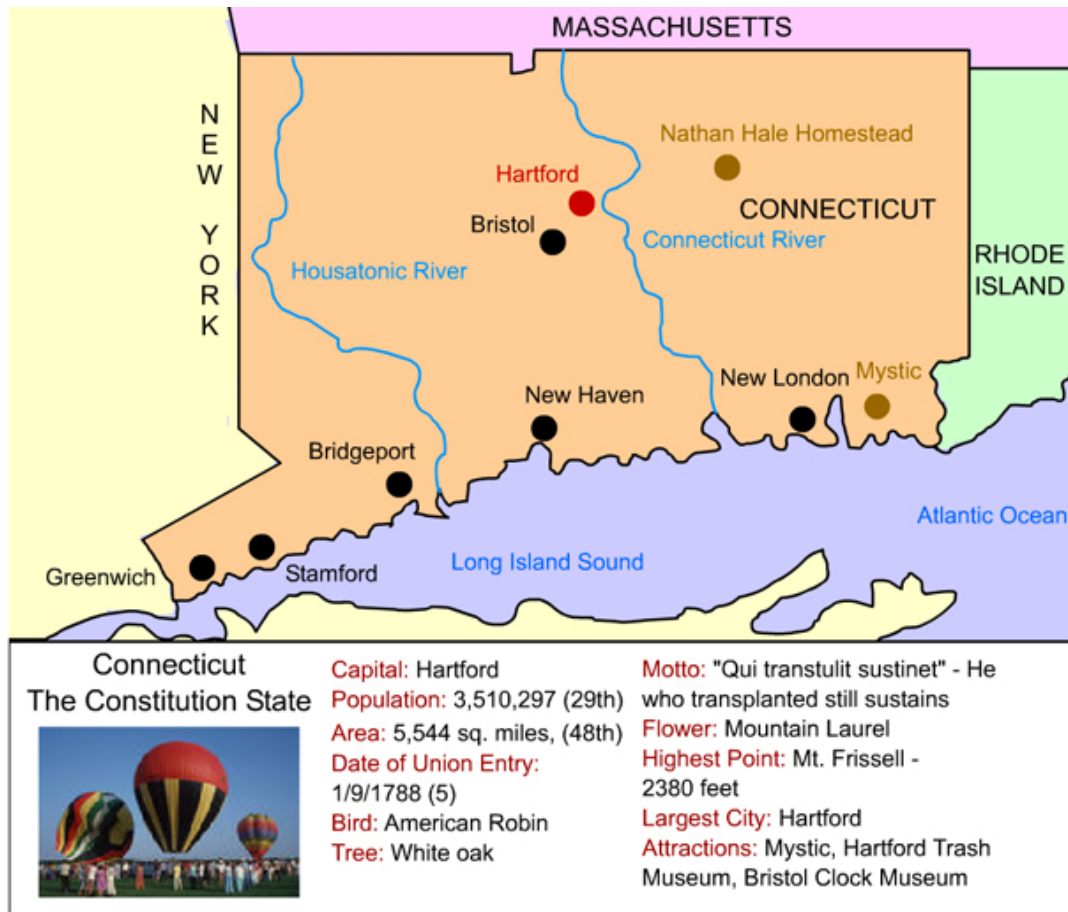 MASSACHUSETTS
NEW YORK
Nathan Hale Homestead
Hartford
CONNECTICUT
Bristol
Connecticut River
RHODE
ISLAND
Housatonic River
New London
Mystic
New Haven
Bridgeport
Atlantic Ocean
Long Island Sound
Greenwich
Stamford
Connecticut
The Constitution State
Capital: Hartford
Population: 3,510,297 (29th)
Area: 5,544 sq. miles, (48th)
Date of Union Entry:
1/9/1788 (5)
Bird: American Robin
Tree: White oak
Motto: "Qui transtulit sustinet" - He
who transplanted still sustains
Flower: Mountain Laurel
Highest Point: Mt. Frissell -
2380 feet
Largest City: Hartford
Attractions: Mystic, Hartford Trash
Museum, Bristol Clock Museum